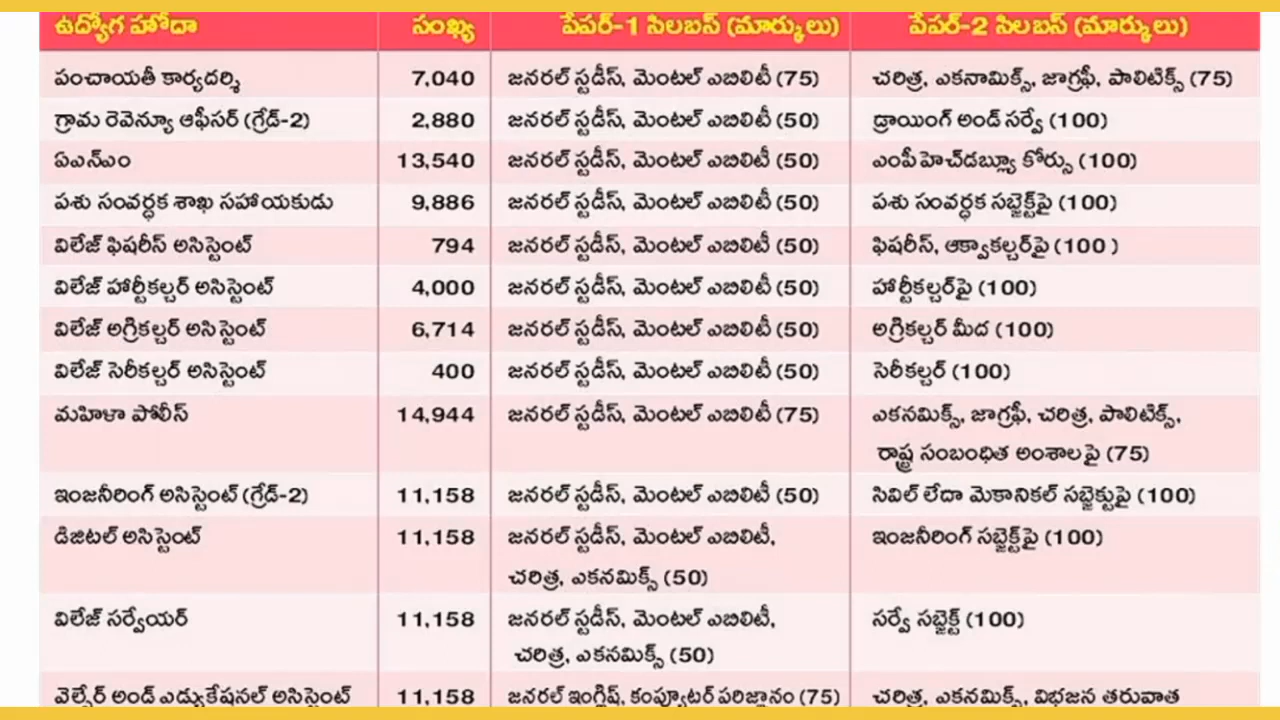 ఉద్యోగ హోదా సంఖ్య పేపర్-1 సిలబస్ (మార్కులు) పేపర్-2 సిలబస్ (మార్కులు)
పంచాయతీ కార్యదర్శి 7,040 జనరల్ స్టడీస్, మెంటల్ ఎబిలిటీ (75) చరిత్ర, ఎకనామిక్స్, జాగ్రఫీ, పాలిటిక్స్ (75)
గ్రామ రెవెన్యూ ఆఫీసర్ (గ్రేడ్-2) 2,880 జనరల్ స్టడీస్, మెంటల్ ఎబిలిటీ (50) డ్రాయింగ్ అండ్ సర్వే (100)
ఏఎన్ఎం 13,540 జనరల్ స్టడీస్, మెంటల్ ఎబిలిటీ (50) ఎంపీహెచ్‌డబ్ల్యూ కోర్సు (100)
పశు సంవర్ధక శాఖ సహాయకుడు 9,886 జనరల్ స్టడీస్, మెంటల్ ఎబిలిటీ (50) పశు సంవర్ధక సబ్జెక్ట్‌పై (100)
విలేజ్ ఫిషరీస్ అసిస్టెంట్ 794 జనరల్ స్టడీస్, మెంటల్ ఎబిలిటీ (50) ఫిషరీస్, ఆక్వాకల్చర్‌పై (100 )
విలేజ్ హార్టీకల్చర్ అసిస్టెంట్ 4,000 జనరల్ స్టడీస్, మెంటల్ ఎబిలిటీ (50) హార్టీకల్చర్‌పై (100)
విలేజ్ అగ్రికల్చర్ అసిస్టెంట్ 6,714 జనరల్ స్టడీస్, మెంటల్ ఎబిలిటీ (50) అగ్రికల్చర్ మీద (100)
విలేజ్ సెరీకల్చర్ అసిస్టెంట్ 400 జనరల్ స్టడీస్, మెంటల్ ఎబిలిటీ (50) సెరీకల్చర్ (100)
మహిళా పోలీస్ 14,944 జనరల్ స్టడీస్, మెంటల్ ఎబిలిటీ (75) ఎకనమిక్స్, జాగ్రఫీ, చరిత్ర, పాలిటిక్స్,
రాష్ట్ర సంబంధిత అంశాలపై (75)
ఇంజనీరింగ్ అసిస్టెంట్ (గ్రేడ్-2) 11,158 జనరల్ స్టడీస్, మెంటల్ ఎబిలిటీ (50) సివిల్ లేదా మెకానికల్ సబ్జెక్టుపై (100)
డిజిటల్ అసిస్టెంట్ 11,158 జనరల్ స్టడీస్, మెంటల్ ఎబిలిటీ, ఇంజనీరింగ్ సబ్జెక్ట్‌పై (100)
చరిత్ర, ఎకనమిక్స్ (50)
విలేజ్ సర్వేయర్ 11,158 జనరల్ స్టడీస్, మెంటల్ ఎబిలిటీ, సర్వే సబ్జెక్ట్ (100)
చరిత్ర, ఎకనమిక్స్ (50)
వెల్ఫేర్ అండ్ ఎడ్యుకేషనల్ అసిస్టెంట్ 11,158 జనరల్ ఇంగ్లిష్, కంప్యూటర్ పరిజ్ఞానం (75) చరిత్ర, ఎకనమిక్స్, విభజన తరువాత